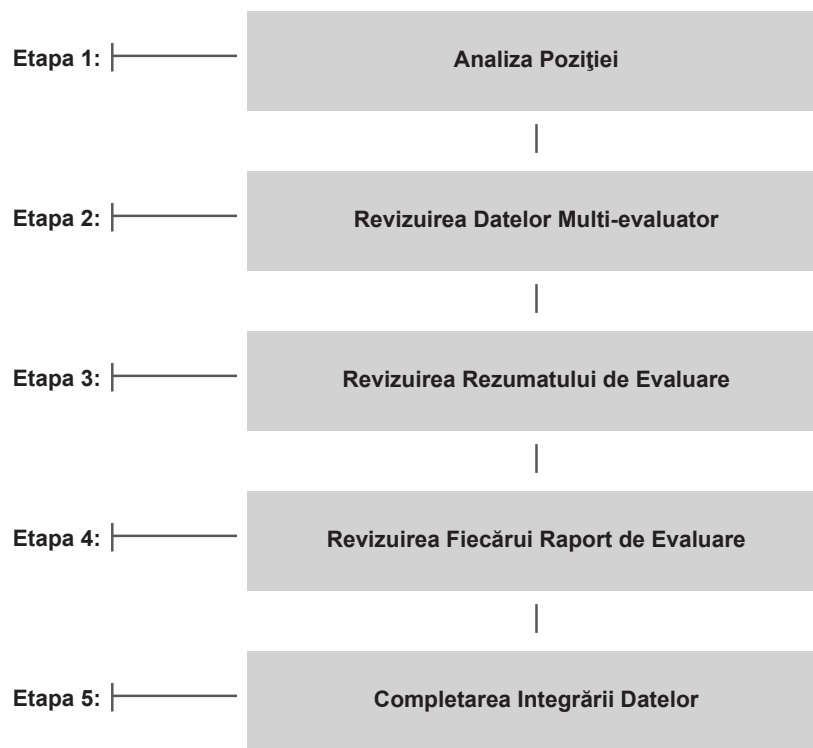 Etapa 1: Analiza Poziţiei
Etapa 2: Revizuirea Datelor Multi-evaluator
Etapa 3: Revizuirea Rezumatului de Evaluare
Etapa 4: Revizuirea Fiecărui Raport de Evaluare
Etapa 5: Completarea Integrării Datelor